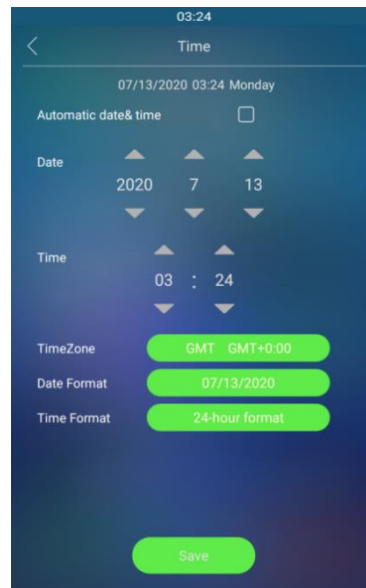 03:24
Time
07/13/2020 03:24 Monday
Automatic date& time
Date
2020 7 13
Time
03 : 24
TimeZone GMT GMT+0:00
Date Format 07/13/2020
Time Format 24-hour format
Save